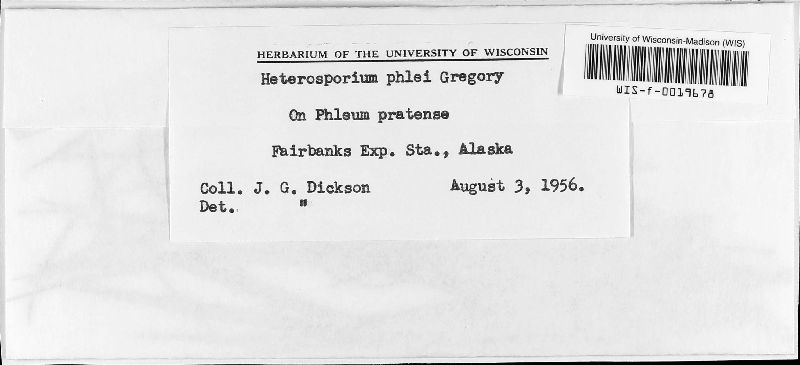 HERBARIUM OF THE UNIVERSITY OF WISCONSIN
Heterosporium phlei Gregory
On Phleum pratense
Fairbanks Exp. Sta., Alaska
Coll. J. G. Dickson August 3, 1956.
Det. "
University of Wisconsin-Madison (WIS)
WIS-f-0019678